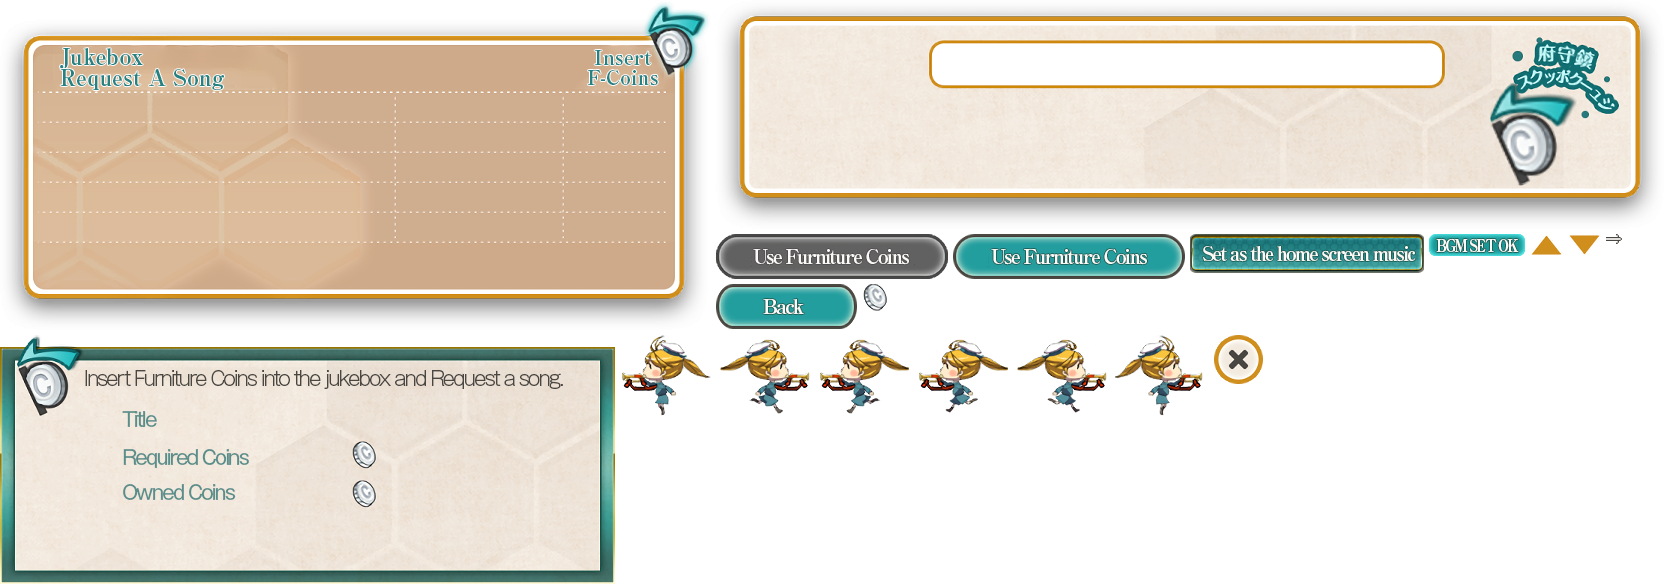 Jukebox
Request A Song
Insert
F-Coins
府守鎮
スクッボクーュジ
Use Furniture Coins
Use Furniture Coins
Set as the home screen music
BGM SET OK
Back
Insert Furniture Coins into the jukebox and Request a song.
Title
Required Coins
Owned Coins